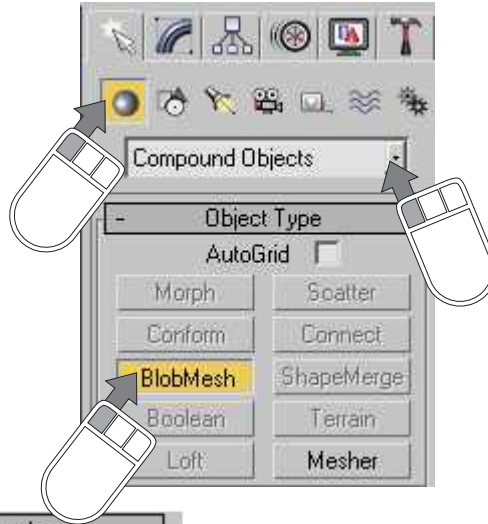 Compound Objects
- Object Type
AutoGrid
Morph Scatter
Conform Connect
BlobMesh ShapeMerge
Boolean Terrain
Loft Mesher